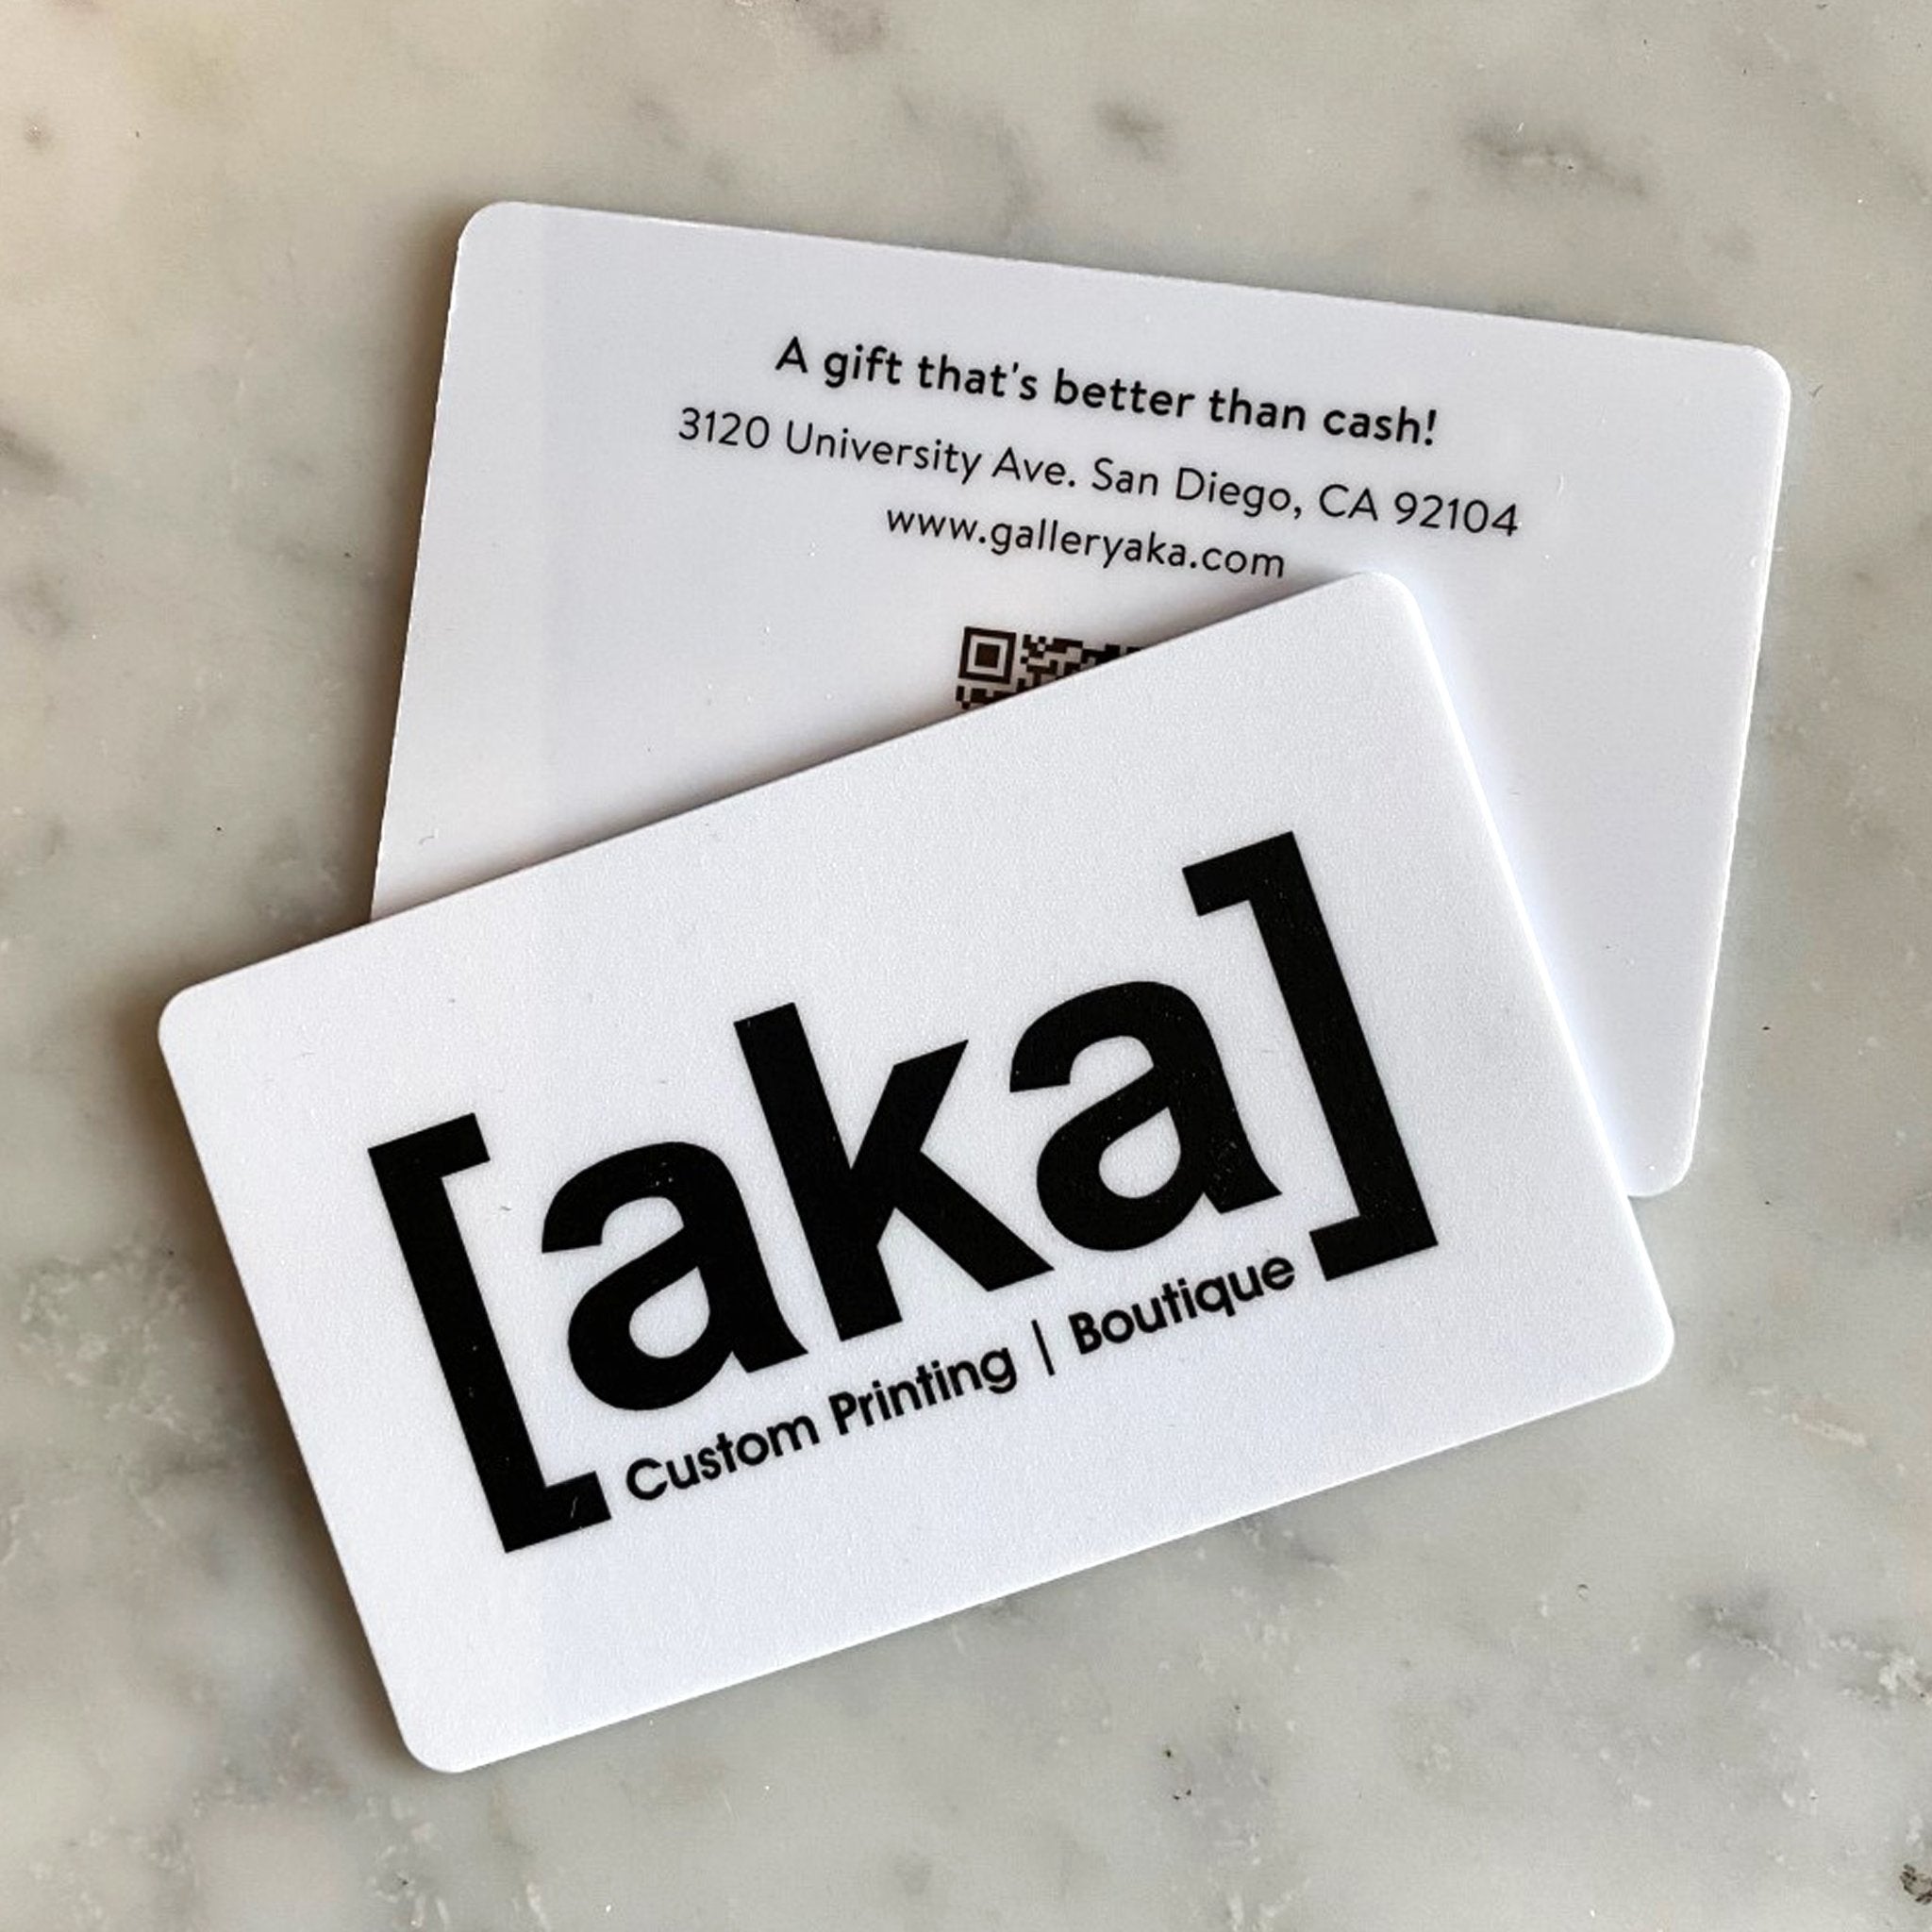 A gift that's better than cash!
3120 University Ave. San Diego, CA 92104
www.galleryaka.com
[aka]
Custom Printing | Boutique